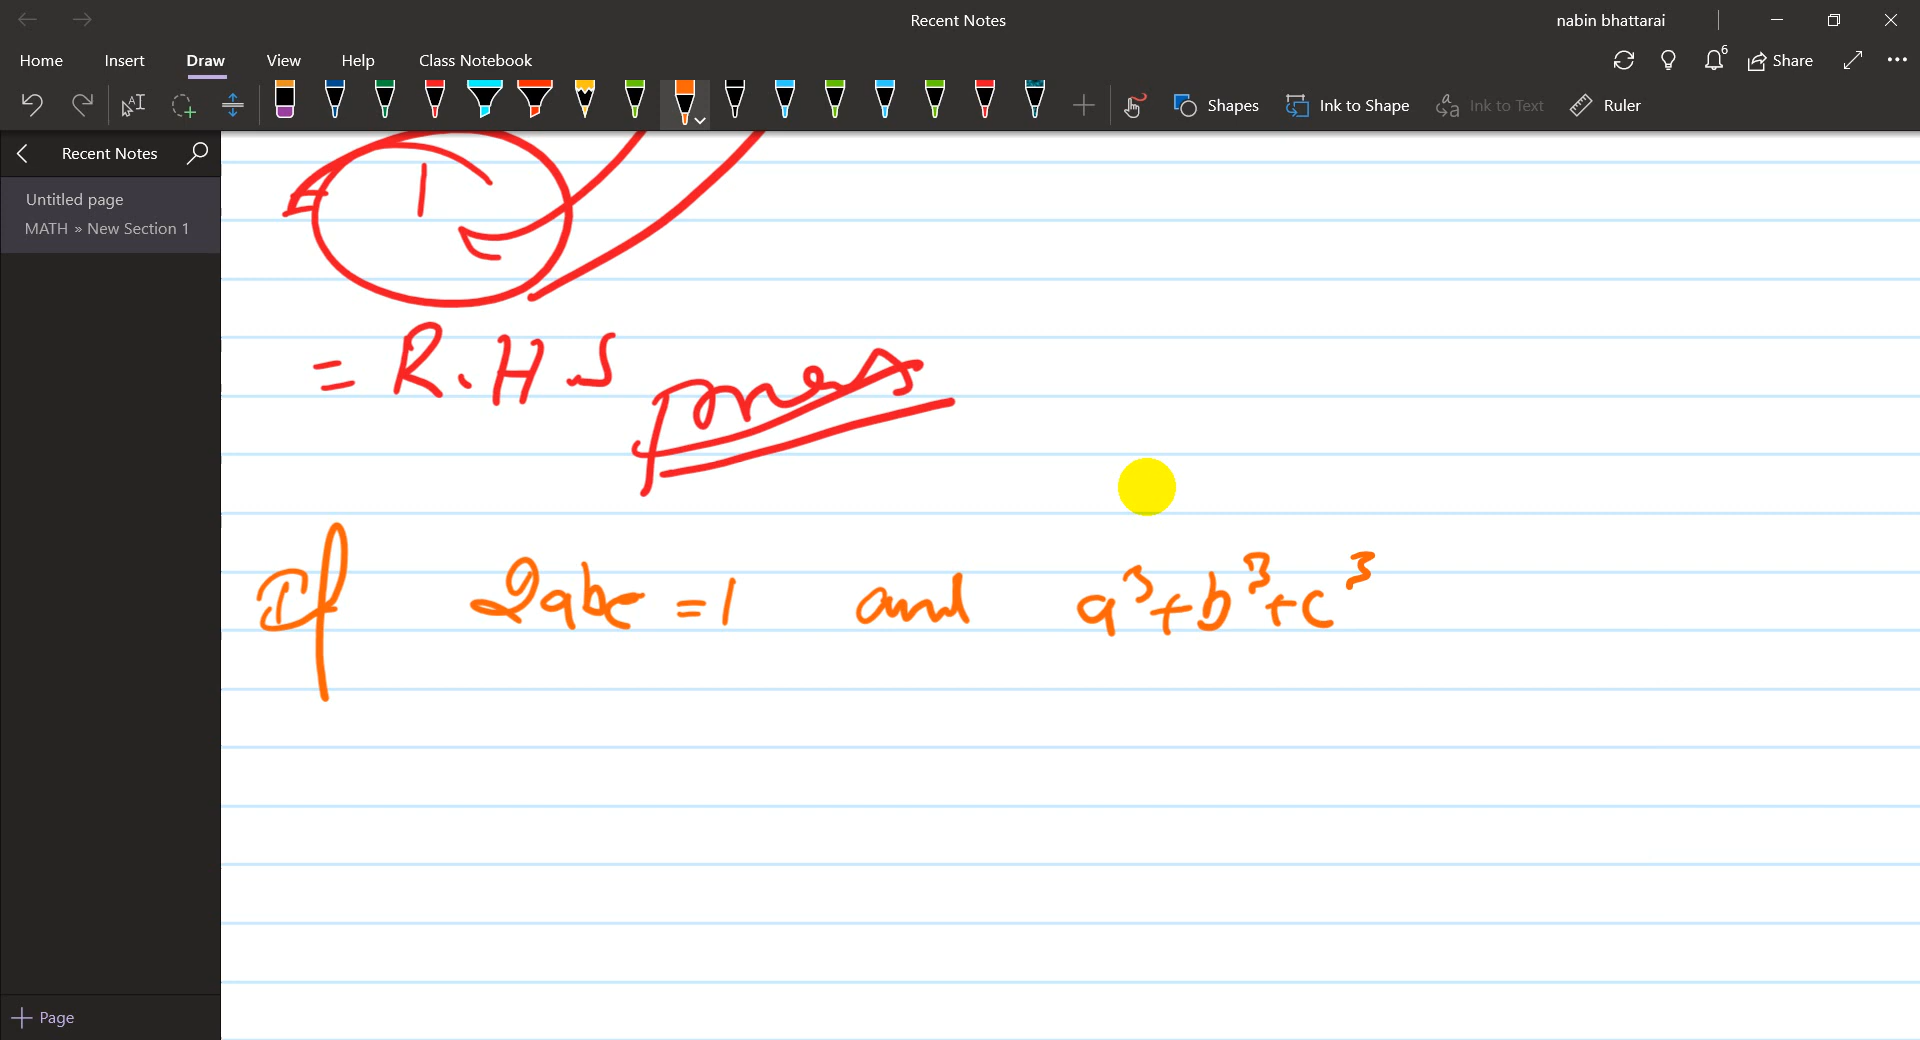 Recent Notes
nabin bhattarai
Home Insert Draw View Help Class Notebook
6
Share
Shapes
Ink to Shape
Ink to Text
Ruler
Recent Notes
Untitled page
MATH » New Section 1
1
= R.H.S
If 2abc = 1 and a³+b³+c³
+ Page